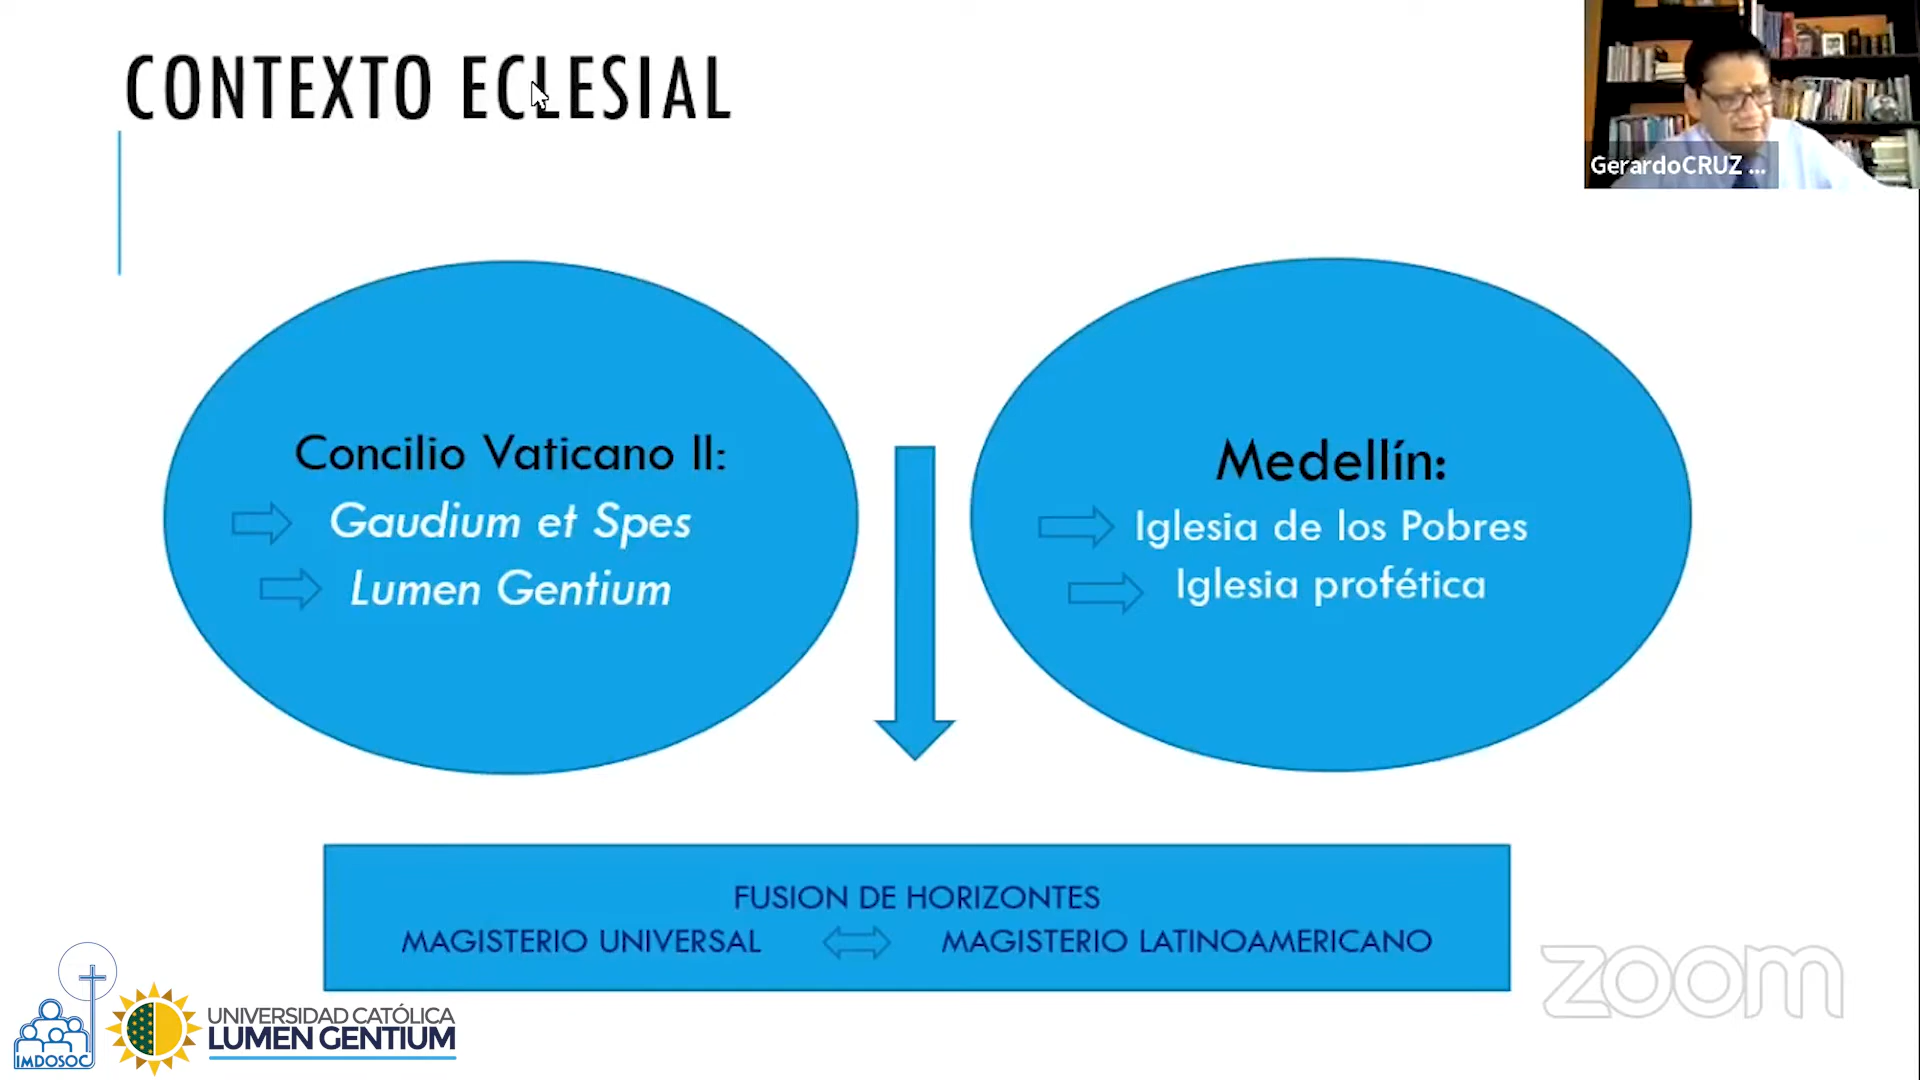 CONTEXTO ECLESIAL
GerardoCRUZ ...
Concilio Vaticano II:
Gaudium et Spes
Lumen Gentium
Medellín:
Iglesia de los Pobres
Iglesia profética
FUSION DE HORIZONTES
MAGISTERIO UNIVERSAL MAGISTERIO LATINOAMERICANO
IMDOSOC
UNIVERSIDAD CATÓLICA
LUMEN GENTIUM
zoom